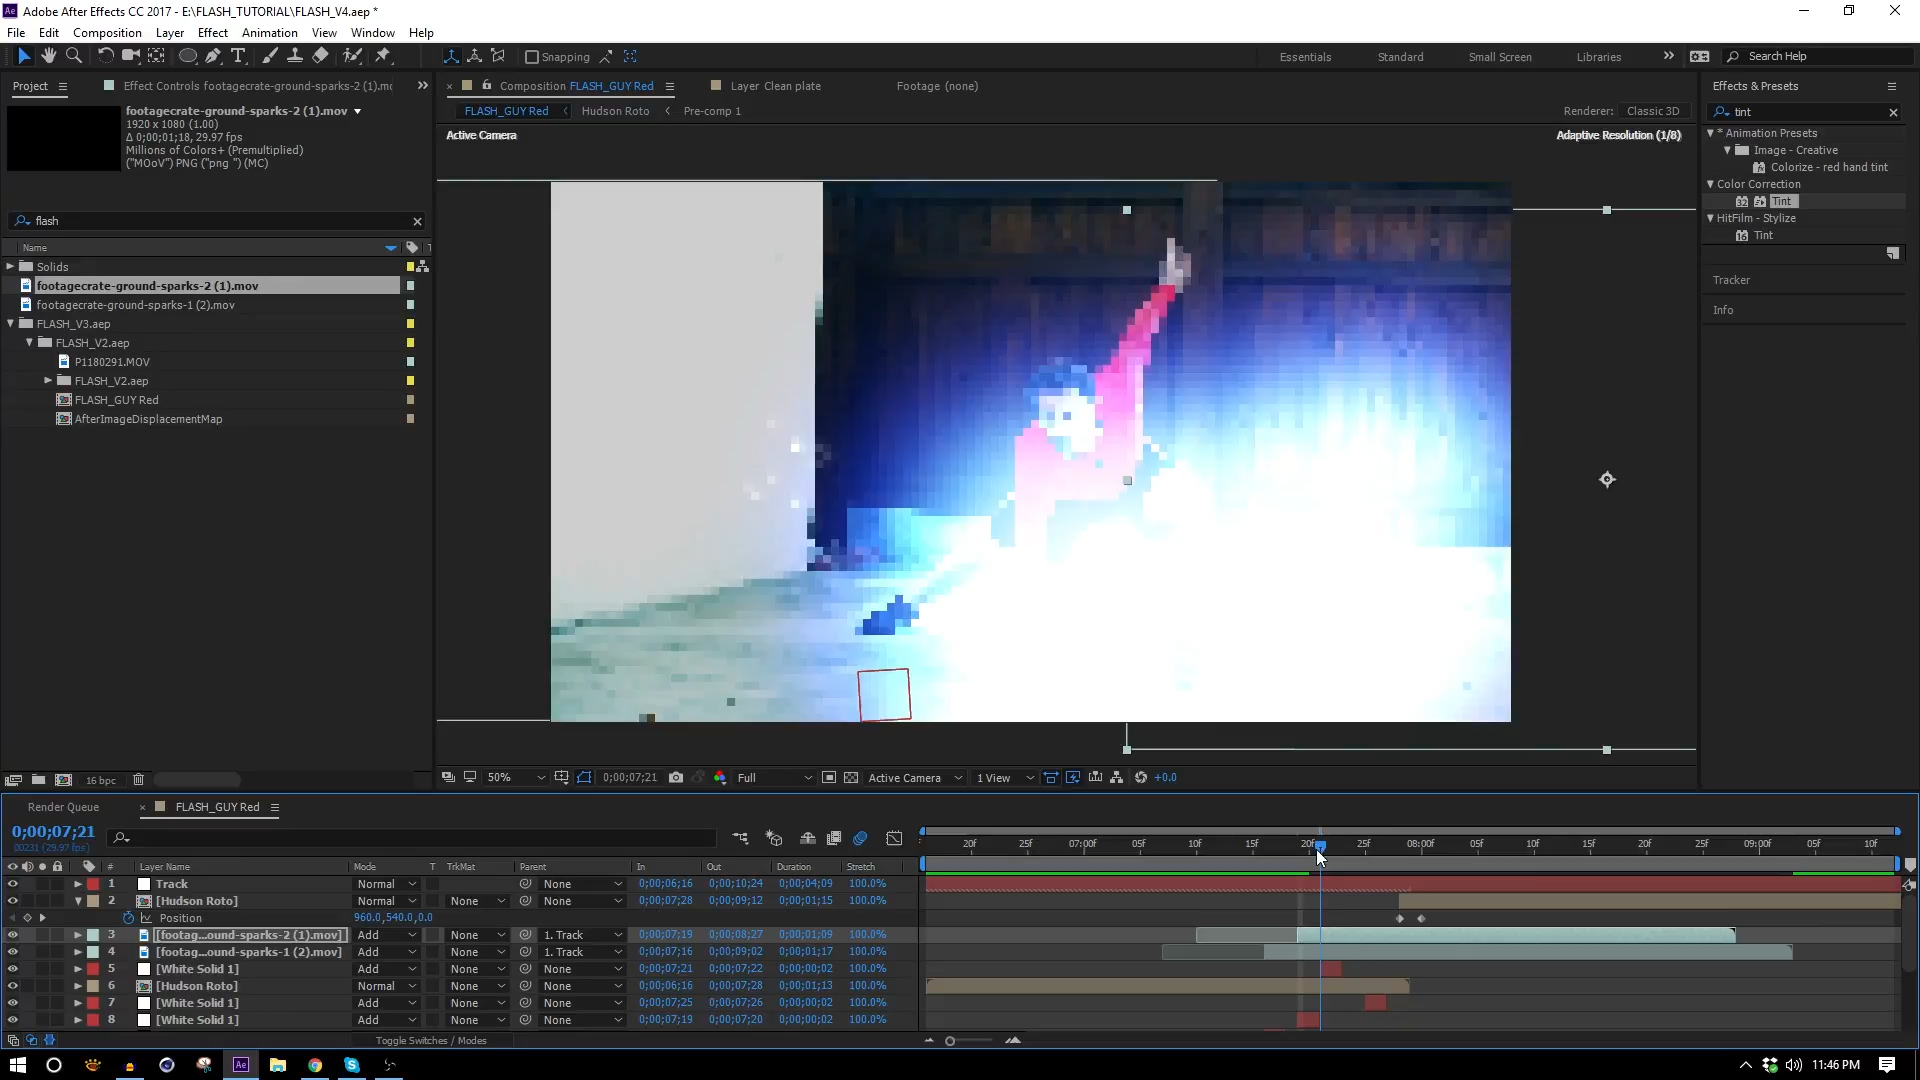 Adobe After Effects CC 2017 - E:\FLASH_TUTORIAL\FLASH_V4.aep *
File Edit Composition Layer Effect Animation View Window Help
Snapping
Essentials Standard Small Screen Libraries Search Help
Project Effect Controls footagecrate-ground-sparks-2 (1).mo
Composition FLASH_GUY Red Layer Clean plate Footage (none)
Effects & Presets
footagecrate-ground-sparks-2 (1).mov
1920 x 1080 (1.00)
Δ 0;00;01;18, 29.97 fps
Millions of Colors+ (Premultiplied)
("MOoV") PNG ("png ") (MC)
FLASH_GUY Red Hudson Roto Pre-comp 1
Renderer: Classic 3D
tint
Active Camera
Adaptive Resolution (1/8)
* Animation Presets
Image - Creative
Colorize - red hand tint
Color Correction
32 Tint
HitFilm - Stylize
16 Tint
Tracker
Info
flash
Name T
Solids
footagecrate-ground-sparks-2 (1).mov
footagecrate-ground-sparks-1 (2).mov
FLASH_V3.aep
FLASH_V2.aep
P1180291.MOV
FLASH_V2.aep
FLASH_GUY Red
AfterImageDisplacementMap
16 bpc
50% 0;00;07;21 Full Active Camera 1 View +0.0
Render Queue FLASH_GUY Red
0;00;07;21
00231 (29.97 fps)
20f 25f 07:00f 05f 10f 15f 20f 25f 08:00f 05f 10f 15f 20f 25f 09:00f 05f 10f
# Layer Name Mode T TrkMat Parent In Out Duration Stretch
1 Track Normal None 0;00;06;16 0;00;10;24 0;00;04;09 100.0%
2 [Hudson Roto] Normal None None 0;00;07;28 0;00;09;12 0;00;01;15 100.0%
Position 960.0,540.0,0.0
3 [footag...ound-sparks-2 (1).mov] Add None 1. Track 0;00;07;19 0;00;08;27 0;00;01;09 100.0%
4 [footag...ound-sparks-1 (2).mov] Add None 1. Track 0;00;07;16 0;00;09;02 0;00;01;17 100.0%
5 [White Solid 1] Add None None 0;00;07;21 0;00;07;22 0;00;00;02 100.0%
6 [Hudson Roto] Normal None None 0;00;06;16 0;00;07;28 0;00;01;13 100.0%
7 [White Solid 1] Add None None 0;00;07;25 0;00;07;26 0;00;00;02 100.0%
8 [White Solid 1] Add None None 0;00;07;19 0;00;07;20 0;00;00;02 100.0%
Toggle Switches / Modes
Ae
11:46 PM